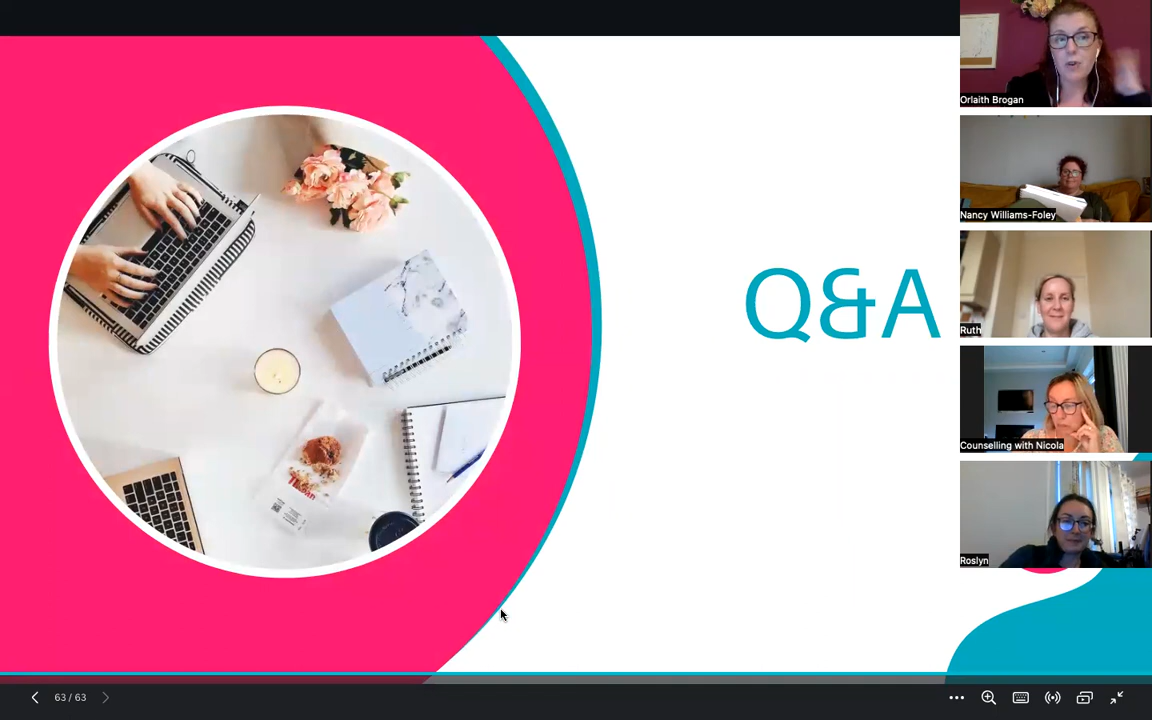 Q&A
Orlaith Brogan
Nancy Williams-Foley
Ruth
Counselling with Nicola
Roslyn
63 / 63